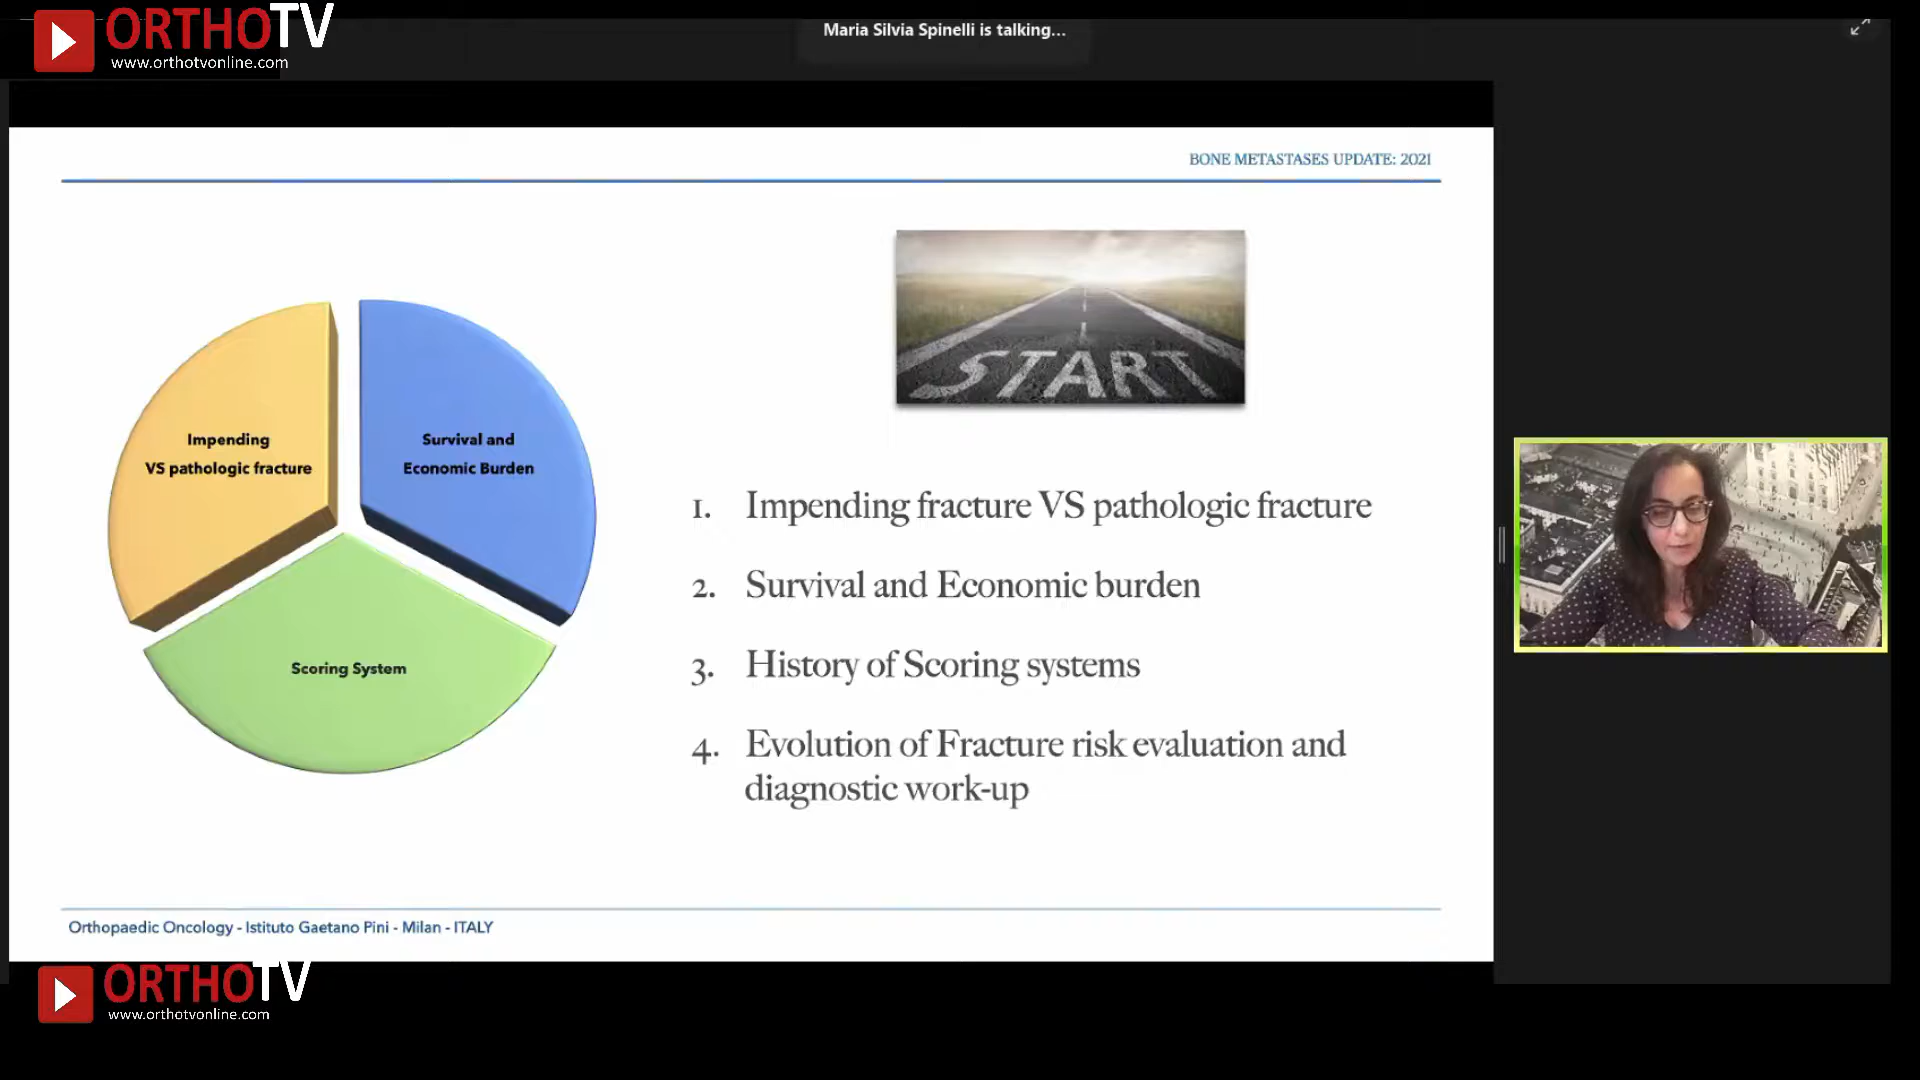 ORTHOTV
www.orthotvonline.com
Maria Silvia Spinelli is talking...
BONE METASTASES UPDATE: 2021
START
Impending
VS pathologic fracture
Survival and
Economic Burden
Scoring System
1. Impending fracture VS pathologic fracture
2. Survival and Economic burden
3. History of Scoring systems
4. Evolution of Fracture risk evaluation and
diagnostic work-up
Orthopaedic Oncology - Istituto Gaetano Pini - Milan - ITALY
ORTHOTV
www.orthotvonline.com